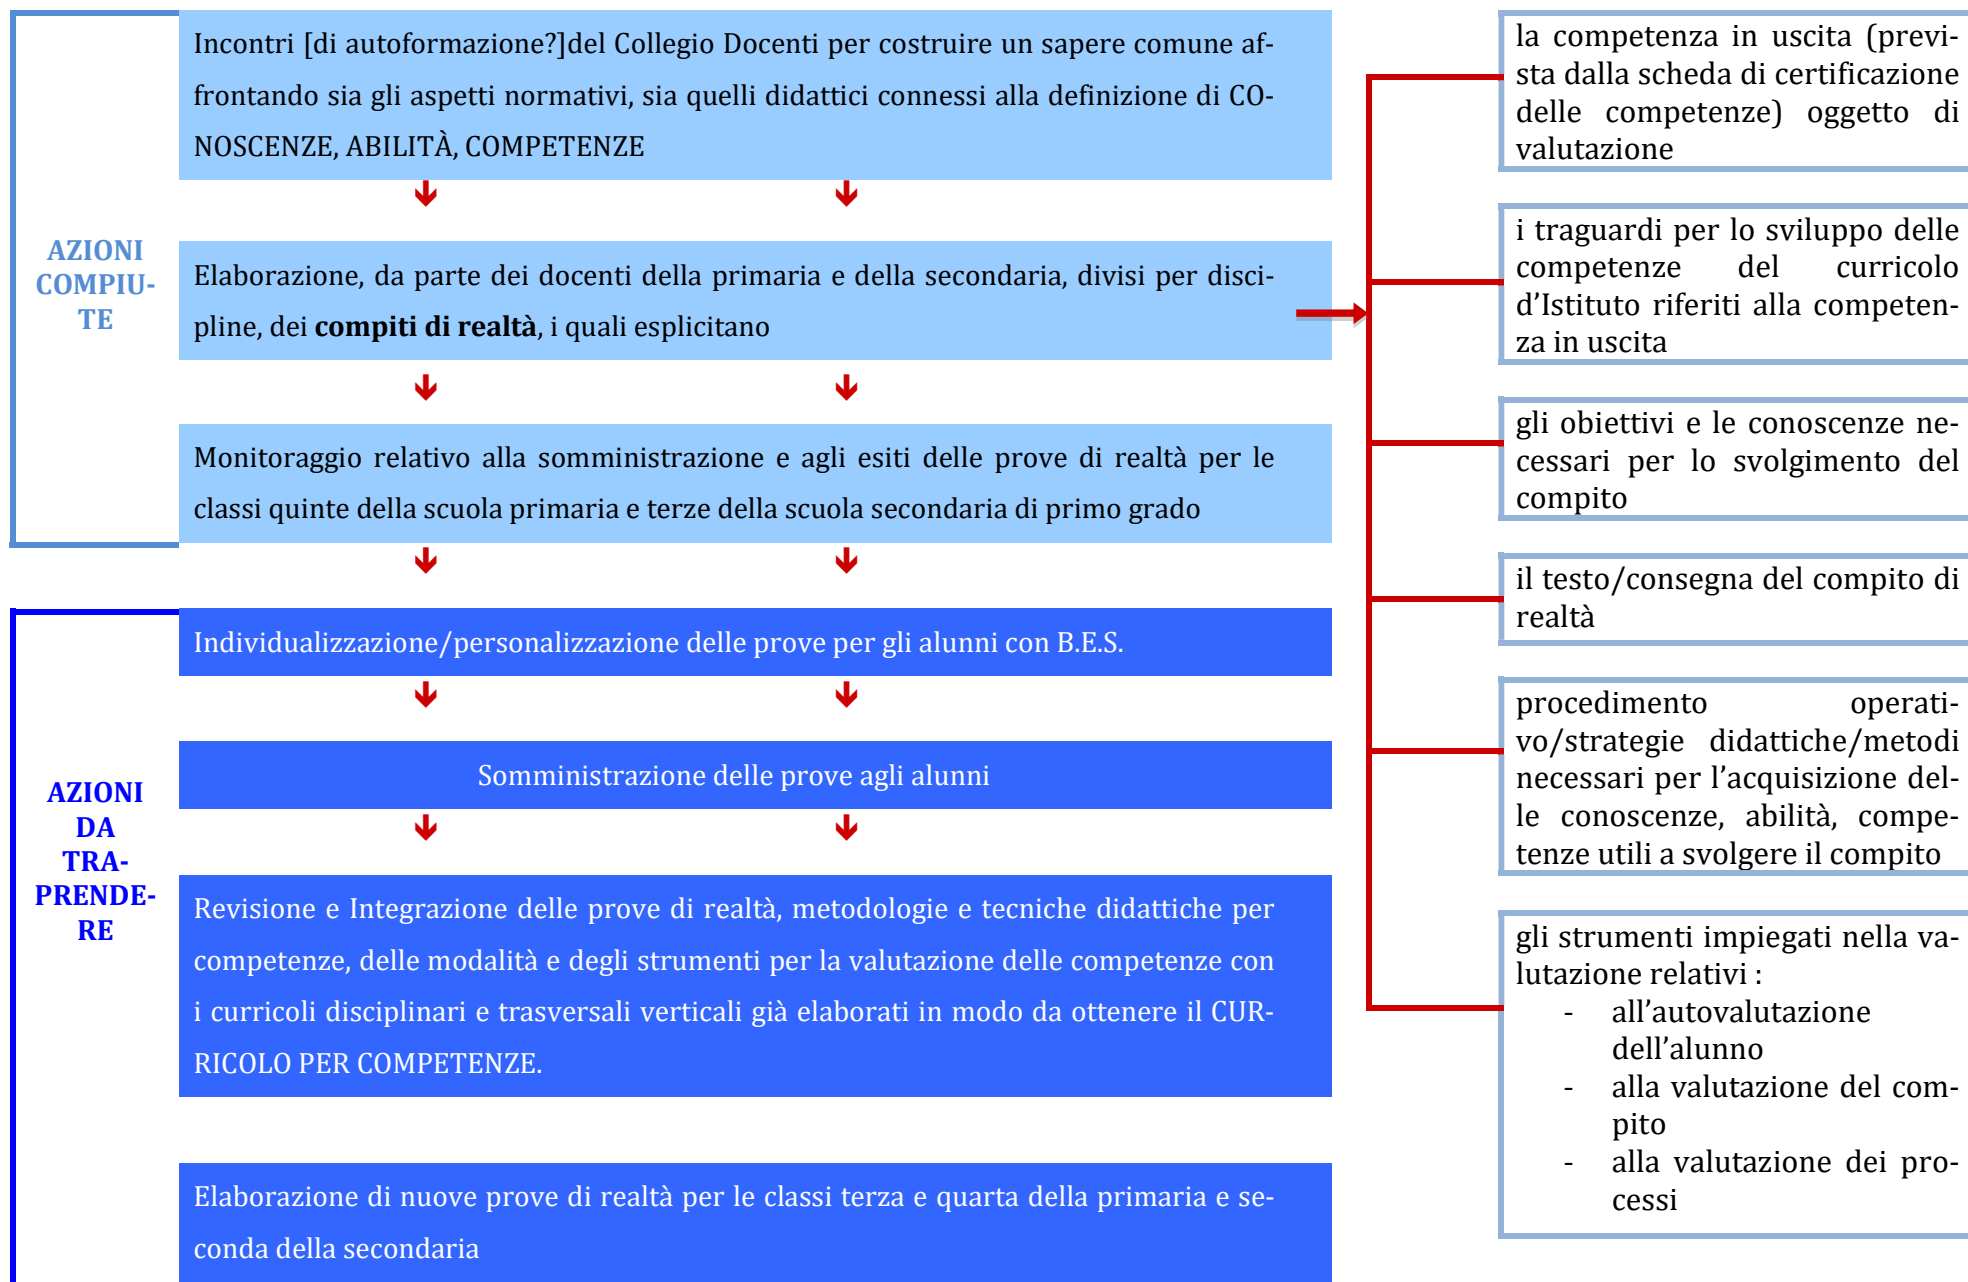 AZIONI
COMPIU-
TE
Incontri [di autoformazione?]del Collegio Docenti per costruire un sapere comune af-
frontando sia gli aspetti normativi, sia quelli didattici connessi alla definizione di CO-
NOSCENZE, ABILITÀ, COMPETENZE
Elaborazione, da parte dei docenti della primaria e della secondaria, divisi per disci-
pline, dei compiti di realtà, i quali esplicitano
Monitoraggio relativo alla somministrazione e agli esiti delle prove di realtà per le
classi quinte della scuola primaria e terze della scuola secondaria di primo grado
AZIONI
DA
TRA-
PRENDE-
RE
Individualizzazione/personalizzazione delle prove per gli alunni con B.E.S.
Somministrazione delle prove agli alunni
Revisione e Integrazione delle prove di realtà, metodologie e tecniche didattiche per
competenze, delle modalità e degli strumenti per la valutazione delle competenze con
i curricoli disciplinari e trasversali verticali già elaborati in modo da ottenere il CUR-
RICOLO PER COMPETENZE.
Elaborazione di nuove prove di realtà per le classi terza e quarta della primaria e se-
conda della secondaria
la competenza in uscita (previ-
sta dalla scheda di certificazione
delle competenze) oggetto di
valutazione
i traguardi per lo sviluppo delle
competenze del curricolo
d'Istituto riferiti alla competen-
za in uscita
gli obiettivi e le conoscenze ne-
cessari per lo svolgimento del
compito
il testo/consegna del compito di
realtà
procedimento operati-
vo/strategie didattiche/metodi
necessari per l'acquisizione del-
le conoscenze, abilità, compe-
tenze utili a svolgere il compito
gli strumenti impiegati nella va-
lutazione relativi :
- all'autovalutazione
dell'alunno
- alla valutazione del com-
pito
- alla valutazione dei pro-
cessi